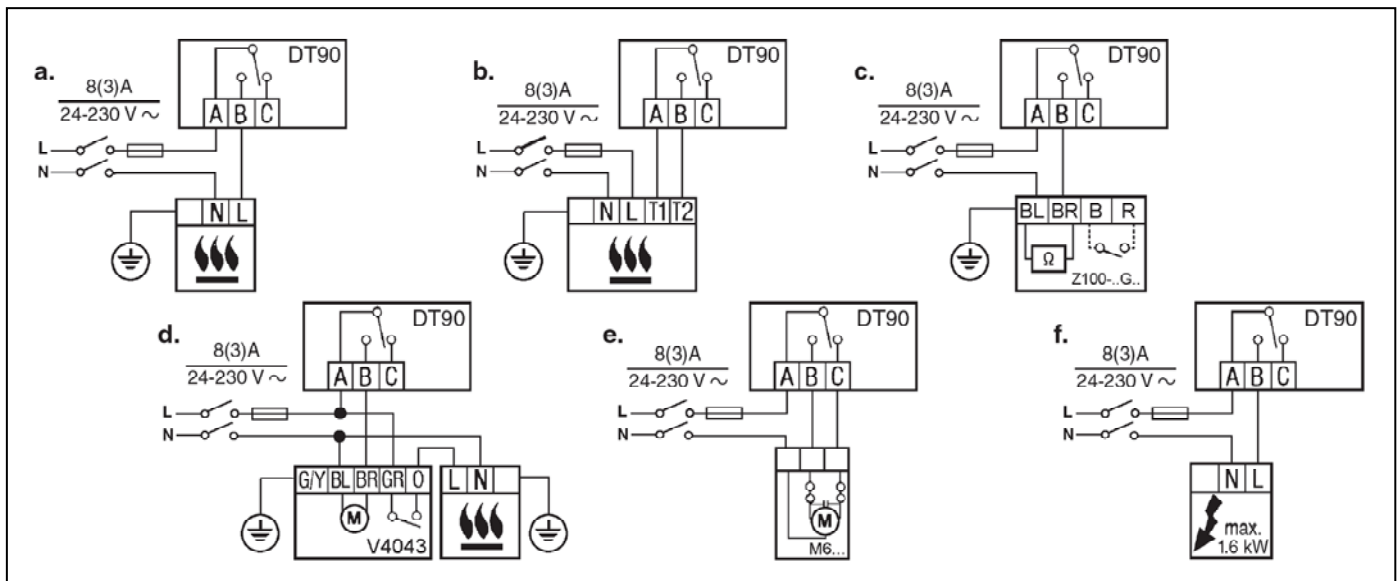 a.
DT90
8(3)A
24-230 V ~
A B C
L
N
N L
b.
DT90
8(3)A
24-230 V ~
A B C
L
N
N L T1 T2
c.
DT90
8(3)A
24-230 V ~
A B C
L
N
BL BR B R
Ω
Z100-..G..
d.
DT90
8(3)A
24-230 V ~
A B C
L
N
G/Y BL BR GR O
L N
M
V4043
e.
DT90
8(3)A
24-230 V ~
A B C
L
N
M
M6...
f.
DT90
8(3)A
24-230 V ~
A B C
L
N
N L
max.
1.6 kW